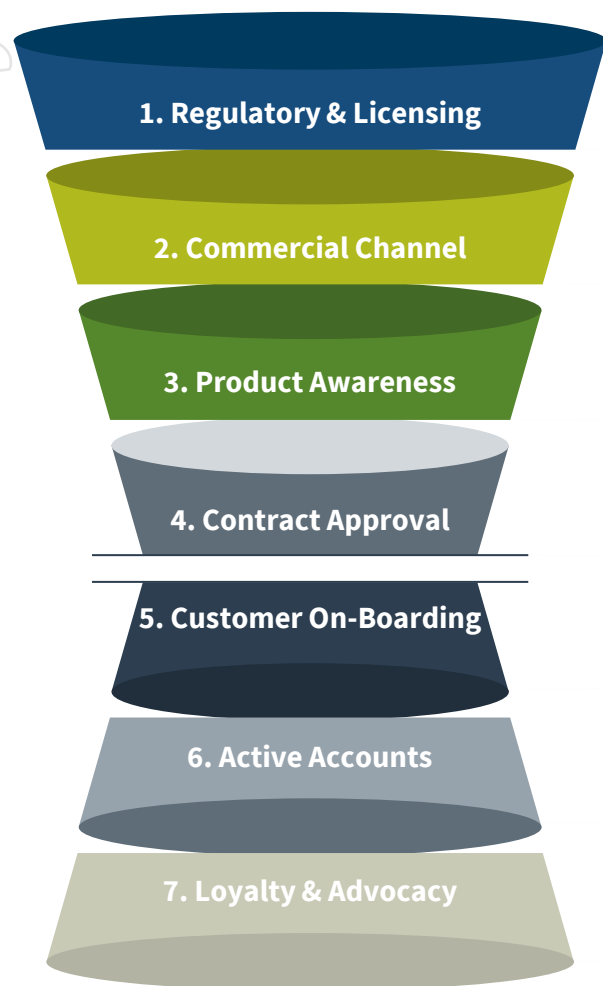 1. Regulatory & Licensing
2. Commercial Channel
3. Product Awareness
4. Contract Approval
5. Customer On-Boarding
6. Active Accounts
7. Loyalty & Advocacy